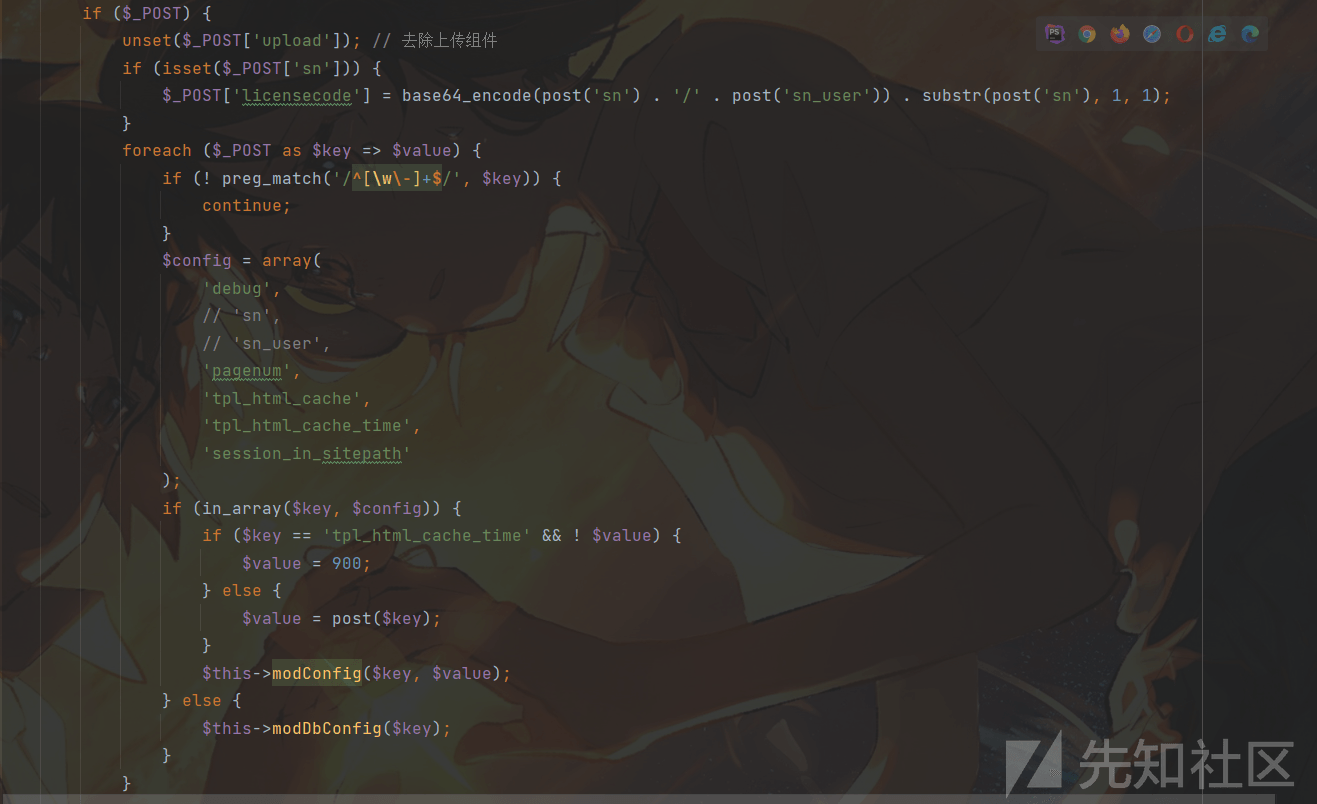 if ($_POST) {
unset($_POST['upload']); // 去除上传组件
if (isset($_POST['sn'])) {
$_POST['licensecode'] = base64_encode(post('sn') . '/' . post('sn_user')) . substr(post('sn'), 1, 1);
}
foreach ($_POST as $key => $value) {
if (! preg_match('/^[\w\-]+$/', $key)) {
continue;
}
$config = array(
'debug',
// 'sn',
// 'sn_user',
'pagenum',
'tpl_html_cache',
'tpl_html_cache_time',
'session_in_sitepath'
);
if (in_array($key, $config)) {
if ($key == 'tpl_html_cache_time' && ! $value) {
$value = 900;
} else {
$value = post($key);
}
$this->modConfig($key, $value);
} else {
$this->modDbConfig($key);
}
}
PS
先知社区